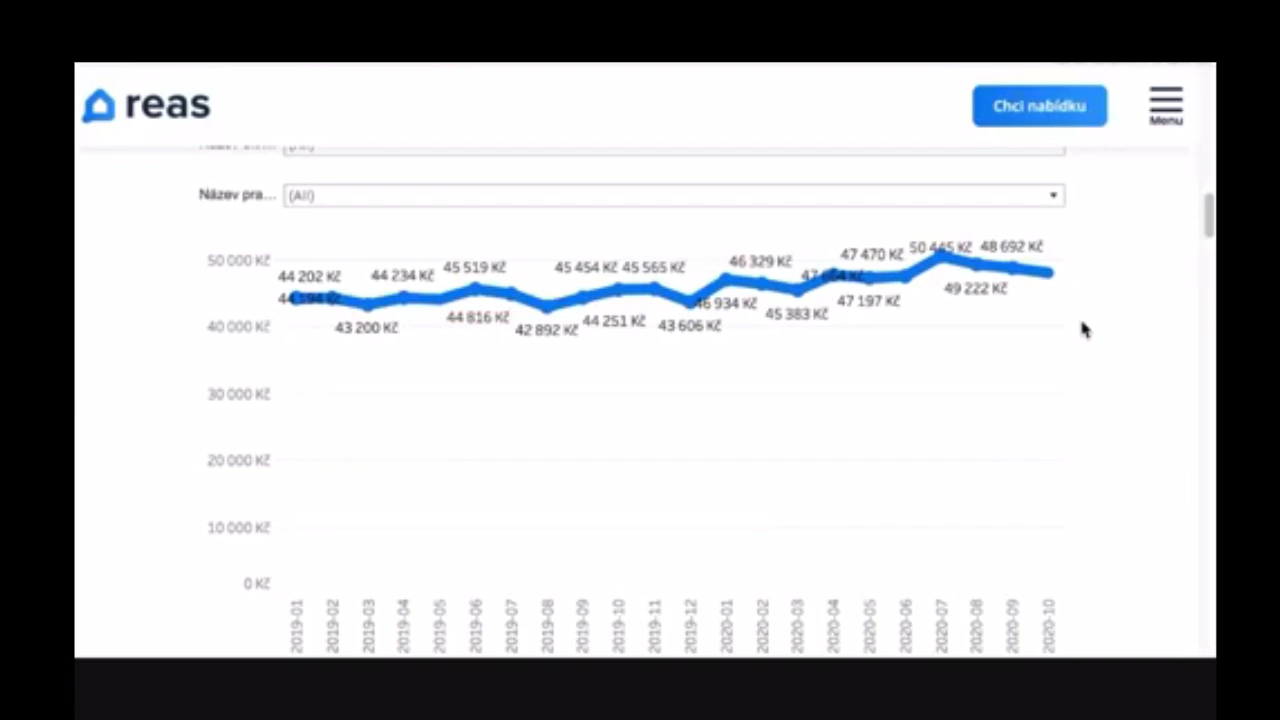 reas
Chci nabídku
Menu
Název pra...
(All)
50 000 Kč
40 000 Kč
30 000 Kč
20 000 Kč
10 000 Kč
0 Kč
44 202 Kč
44 194 Kč
43 200 Kč
44 234 Kč
45 519 Kč
44 816 Kč
42 892 Kč
45 454 Kč
44 251 Kč
45 565 Kč
43 606 Kč
46 934 Kč
46 329 Kč
45 383 Kč
47 470 Kč
47 197 Kč
50 445 Kč
49 222 Kč
48 692 Kč
2019-01
2019-02
2019-03
2019-04
2019-05
2019-06
2019-07
2019-08
2019-09
2019-10
2019-11
2019-12
2020-01
2020-02
2020-03
2020-04
2020-05
2020-06
2020-07
2020-08
2020-09
2020-10